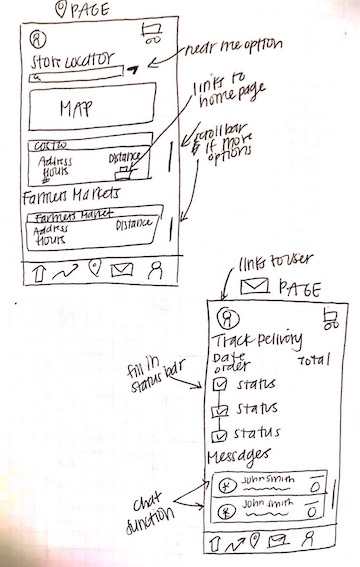 PAGE
near me option
Store Locator
links to
home page
MAP
COSTCO
Address
Distance
Hours
scroll bar
if more
options
Farmers Markets
Farmers Market
Address
Distance
Hours
links to user
PAGE
Track Delivery
Date
order
Total
fill in
status bar
status
status
status
Messages
John Smith
John Smith
chat
function